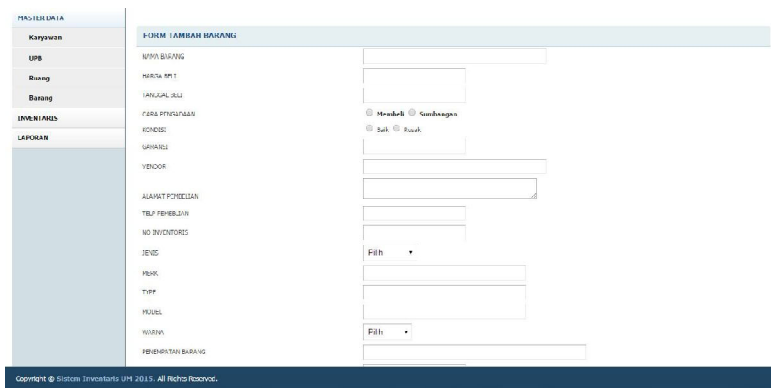 MASTER DATA
Karyawan
UPB
Ruang
Barang
INVENTARIS
LAPORAN
FORM TAMBAH BARANG
NAMA BARANG
HARGA BELI
TANGGAL BELI
CARA PENGADAAN
Membeli Sumbangan
KONDISI
Baik Rusak
GARANSI
VENDOR
ALAMAT PEMBELIAN
TELP PEMBELIAN
NO INVENTORIS
JENIS
Pilih
MERK
TYPE
MODEL
WARNA
Pilih
PENEMPATAN BARANG
Copyright © Sistem Inventaris UM 2015. All Rights Reserved.